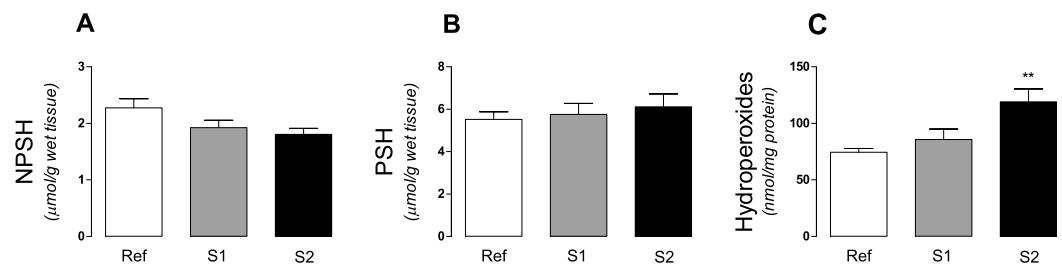 A
NPSH
(μmol/g wet tissue)
3
2
1
0
Ref S1 S2
B
PSH
(μmol/g wet tissue)
8
6
4
2
0
Ref S1 S2
C
Hydroperoxides
(nmol/mg protein)
150
100
50
0
**
Ref S1 S2